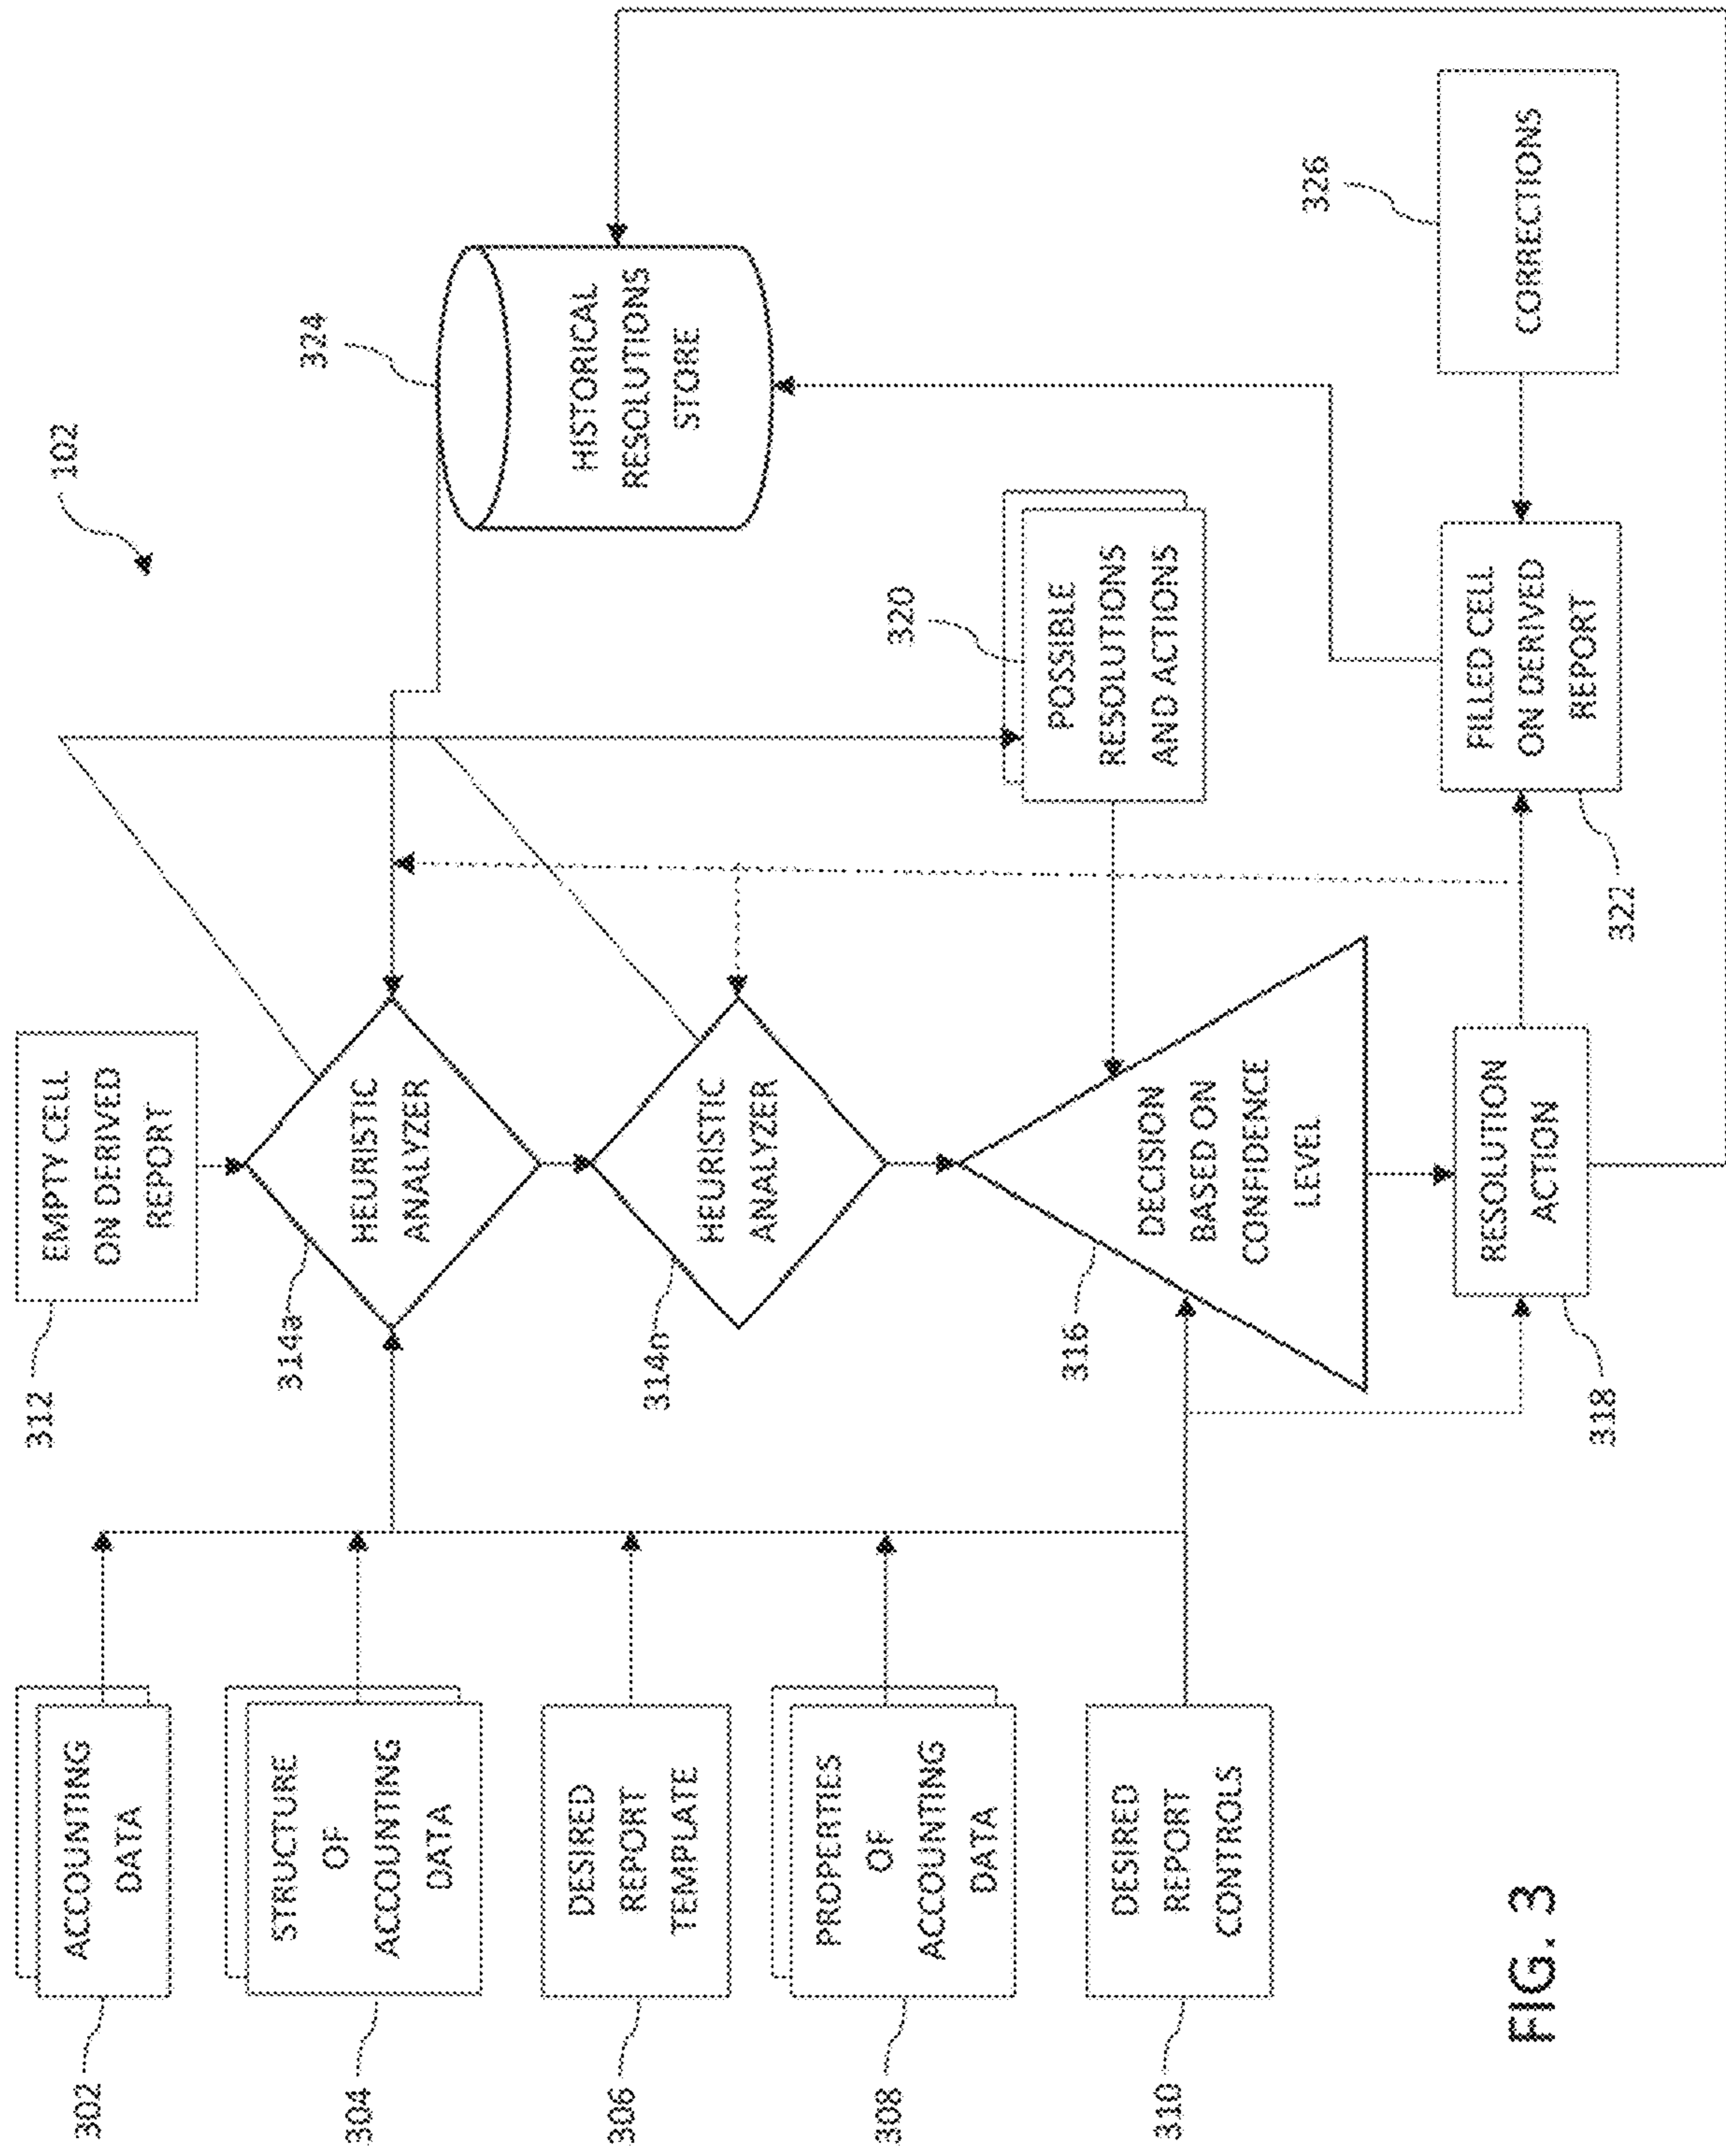 102
302
ACCOUNTING
DATA
304
STRUCTURE
OF
ACCOUNTING
DATA
306
DESIRED
REPORT
TEMPLATE
308
PROPERTIES
OF
ACCOUNTING
DATA
310
DESIRED
REPORT
CONTROLS
312
EMPTY CELL
ON DERIVED
REPORT
314a
HEURISTIC
ANALYZER
314n
HEURISTIC
ANALYZER
316
DECISION
BASED ON
CONFIDENCE
LEVEL
318
RESOLUTION
ACTION
320
POSSIBLE
RESOLUTIONS
AND ACTIONS
322
FILLED CELL
ON DERIVED
REPORT
324
HISTORICAL
RESOLUTIONS
STORE
326
CORRECTIONS
FIG. 3